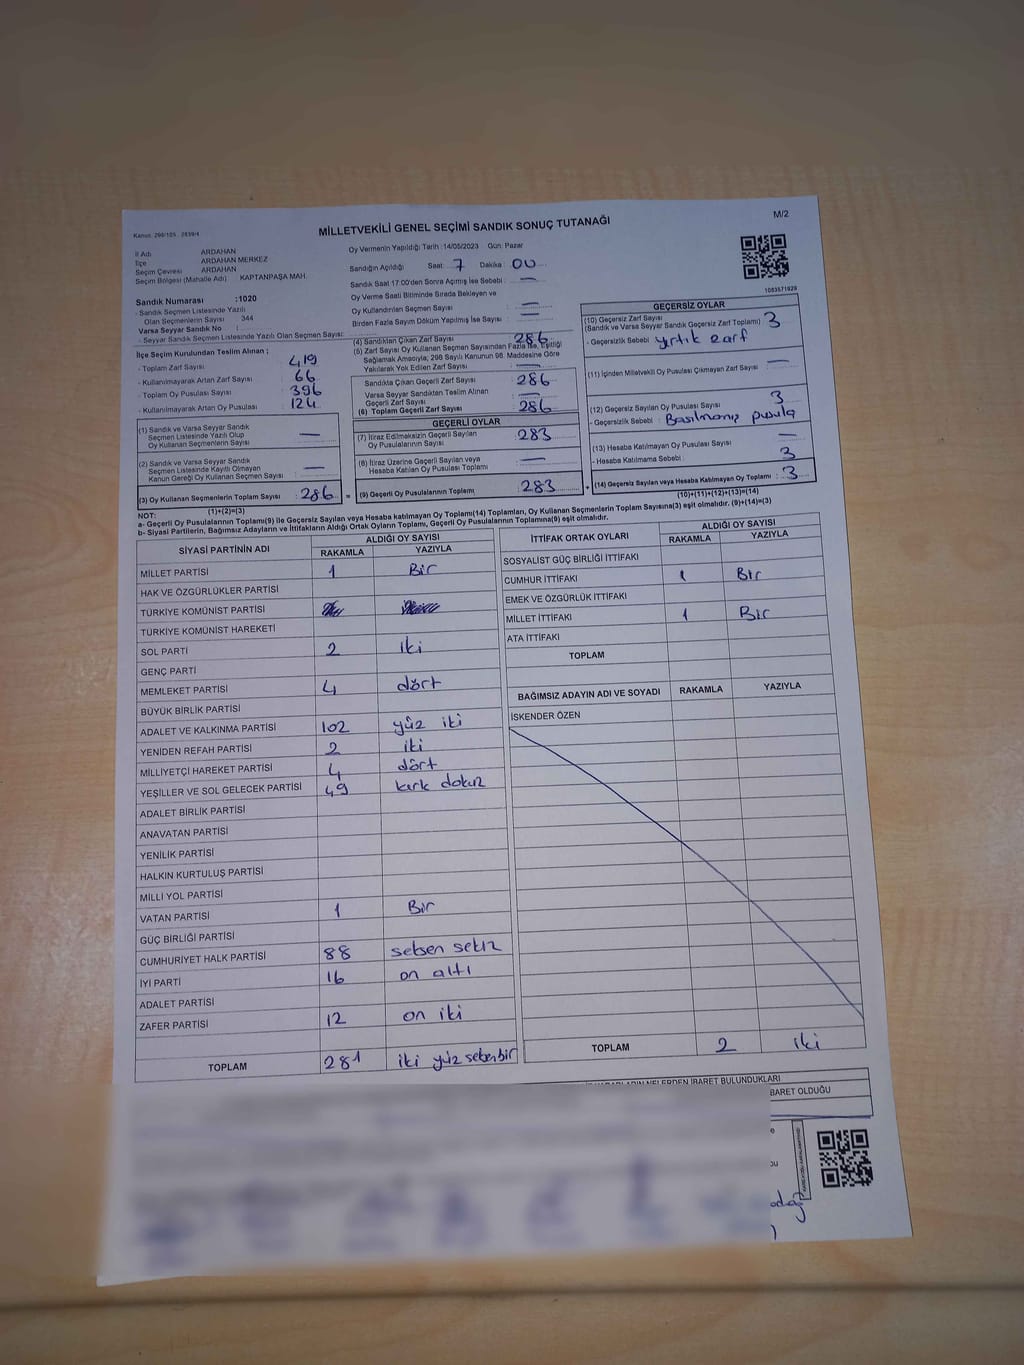 Kanun: 298/105 , 2839/4
MİLLETVEKİLİ GENEL SEÇİMİ SANDIK SONUÇ TUTANAĞI
M/2
İl Adı ARDAHAN
İlçe ARDAHAN MERKEZ
Seçim Çevresi ARDAHAN
Seçim Bölgesi (Mahalle Adı) KAPTANPAŞA MAH.
Sandık Numarası :1020
- Sandık Seçmen Listesinde Yazılı
Olan Seçmenlerin Sayısı 344
Varsa Seyyar Sandık No :
- Seyyar Sandık Seçmen Listesinde Yazılı Olan Seçmen Sayısı:
Oy Vermenin Yapıldığı Tarih :14/05/2023 Gün: Pazar
Sandığın Açıldığı Saat 7 Dakika 00
Sandık Saat 17:00'den Sonra Açılmış İse Sebebi : —
Oy Verme Saati Bitiminde Sırada Bekleyen ve
Oy Kullandırılan Seçmen Sayısı : —
Birden Fazla Sayım Döküm Yapılmış İse Sayısı : —
1083571829
İlçe Seçim Kurulundan Teslim Alınan ;
- Toplam Zarf Sayısı : 419
- Kullanılmayarak Artan Zarf Sayısı : 66
- Toplam Oy Pusulası Sayısı : 396
- Kullanılmayarak Artan Oy Pusulası : 124
(4) Sandıktan Çıkan Zarf Sayısı : 286
(5) Zarf Sayısı Oy Kullanan Seçmen Sayısından Fazla İse, Eşitliği
Sağlamak Amacıyla; 298 Sayılı Kanunun 98. Maddesine Göre
Yakılarak Yok Edilen Zarf Sayısı : —
Sandıkta Çıkan Geçerli Zarf Sayısı : 286
Varsa Seyyar Sandıktan Teslim Alınan
Geçerli Zarf Sayısı : —
(6) Toplam Geçerli Zarf Sayısı : 286
GEÇERSİZ OYLAR
(10) Geçersiz Zarf Sayısı
(Sandık ve Varsa Seyyar Sandık Geçersiz Zarf Toplamı) : 3
- Geçersizlik Sebebi : yırtık zarf
(11) İçinden Milletvekili Oy Pusulası Çıkmayan Zarf Sayısı : —
(12) Geçersiz Sayılan Oy Pusulası Sayısı : 3
- Geçersizlik Sebebi : Basılmamış pusula
(13) Hesaba Katılmayan Oy Pusulası Sayısı : —
- Hesaba Katılmama Sebebi : 3
(14) Geçersiz Sayılan veya Hesaba Katılmayan Oy Toplamı : 3
(10)+(11)+(12)+(13)=(14)
(1) Sandık ve Varsa Seyyar Sandık
Seçmen Listesinde Yazılı Olup
Oy Kullanan Seçmenlerin Sayısı : —
(2) Sandık ve Varsa Seyyar Sandık
Seçmen Listesinde Kayıtlı Olmayan
Kanun Gereği Oy Kullanan Seçmen Sayısı : —
(3) Oy Kullanan Seçmenlerin Toplam Sayısı : 286 =
(1)+(2)=(3)
GEÇERLİ OYLAR
(7) İtiraz Edilmeksizin Geçerli Sayılan
Oy Pusulalarının Sayısı : 283
(8) İtiraz Üzerine Geçerli Sayılan veya
Hesaba Katılan Oy Pusulası Toplamı : —
(9) Geçerli Oy Pusulalarının Toplamı : 283 +
NOT:
a- Geçerli Oy Pusulalarının Toplamı(9) ile Geçersiz Sayılan veya Hesaba katılmayan Oy Toplamı(14) Toplamları, Oy Kullanan Seçmenlerin Toplam Sayısına(3) eşit olmalıdır. (9)+(14)=(3)
b- Siyasi Partilerin, Bağımsız Adayların ve İttifakların Aldığı Ortak Oyların Toplamı, Geçerli Oy Pusulalarının Toplamına(9) eşit olmalıdır.
SİYASİ PARTİNİN ADI ALDIĞI OY SAYISI
RAKAMLA YAZIYLA
MİLLET PARTİSİ 1 Bir
HAK VE ÖZGÜRLÜKLER PARTİSİ
TÜRKİYE KOMÜNİST PARTİSİ
TÜRKİYE KOMÜNİST HAREKETİ
SOL PARTİ 2 iki
GENÇ PARTİ
MEMLEKET PARTİSİ 4 dört
BÜYÜK BİRLİK PARTİSİ
ADALET VE KALKINMA PARTİSİ 102 yüz iki
YENİDEN REFAH PARTİSİ 2 iki
MİLLİYETÇİ HAREKET PARTİSİ 4 dört
YEŞİLLER VE SOL GELECEK PARTİSİ 49 kırk dokuz
ADALET BİRLİK PARTİSİ
ANAVATAN PARTİSİ
YENİLİK PARTİSİ
HALKIN KURTULUŞ PARTİSİ
MİLLİ YOL PARTİSİ
VATAN PARTİSİ 1 Bir
GÜÇ BİRLİĞİ PARTİSİ
CUMHURİYET HALK PARTİSİ 88 seksen sekiz
İYİ PARTİ 16 on altı
ADALET PARTİSİ
ZAFER PARTİSİ 12 on iki
TOPLAM 281 iki yüz seksenbir
İTTİFAK ORTAK OYLARI ALDIĞI OY SAYISI
RAKAMLA YAZIYLA
SOSYALİST GÜÇ BİRLİĞİ İTTİFAKI
CUMHUR İTTİFAKI 1 Bir
EMEK VE ÖZGÜRLÜK İTTİFAKI
MİLLET İTTİFAKI 1 Bir
ATA İTTİFAKI
TOPLAM
BAĞIMSIZ ADAYIN ADI VE SOYADI RAKAMLA YAZIYLA
İSKENDER ÖZEN
TOPLAM 2 iki
NELERDEN İBARET BULUNDUKLARI
BARET OLDUĞU